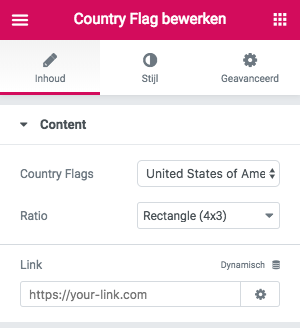 Country Flag bewerken
Inhoud
Stijl
Geavanceerd
Content
Country Flags
United States of Ame
Ratio
Rectangle (4x3)
Link
Dynamisch
https://your-link.com